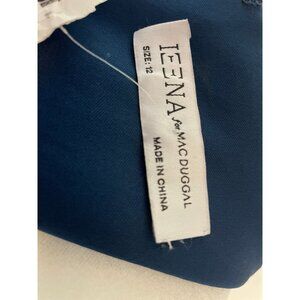 IEENA
for MAC DUGGAL
SIZE: 12
MADE IN CHINA